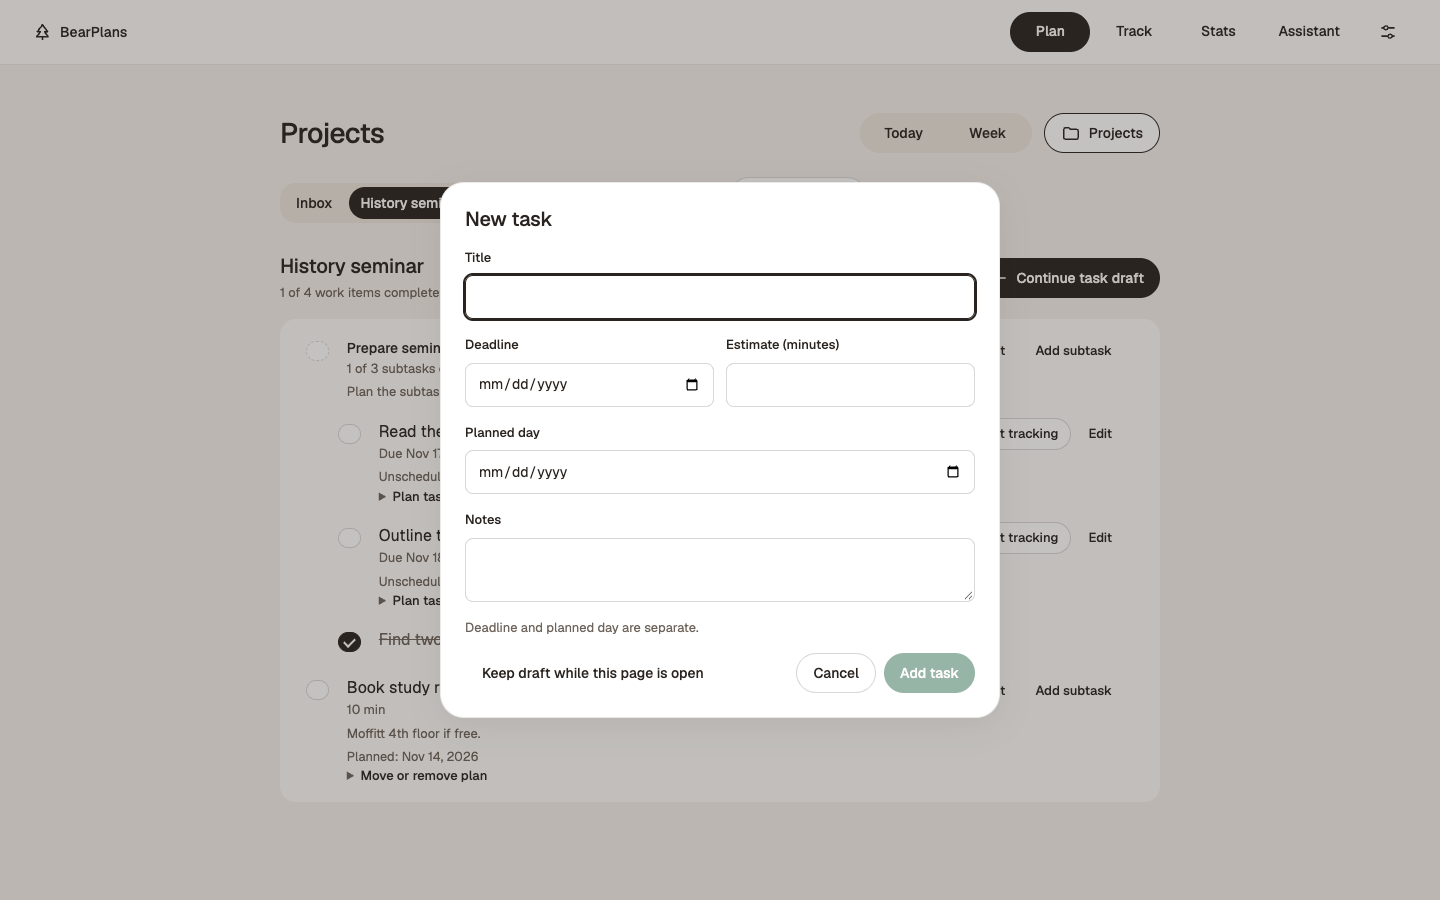 BearPlans
Plan
Track
Stats
Assistant
Projects
Today
Week
Projects
Inbox
History semi
New task
Title
History seminar
1 of 4 work items complete
Continue task draft
Deadline
Estimate (minutes)
mm/dd/yyyy
Prepare semin
1 of 3 subtasks
Plan the subtas
Add subtask
Planned day
mm/dd/yyyy
Read the
Due Nov 17
Unschedul
Plan tas
t tracking
Edit
Notes
Outline t
Due Nov 18
Unschedul
Plan tas
t tracking
Edit
Deadline and planned day are separate.
Find two
Keep draft while this page is open
Cancel
Add task
Book study r
10 min
Moffitt 4th floor if free.
Planned: Nov 14, 2026
Move or remove plan
Add subtask